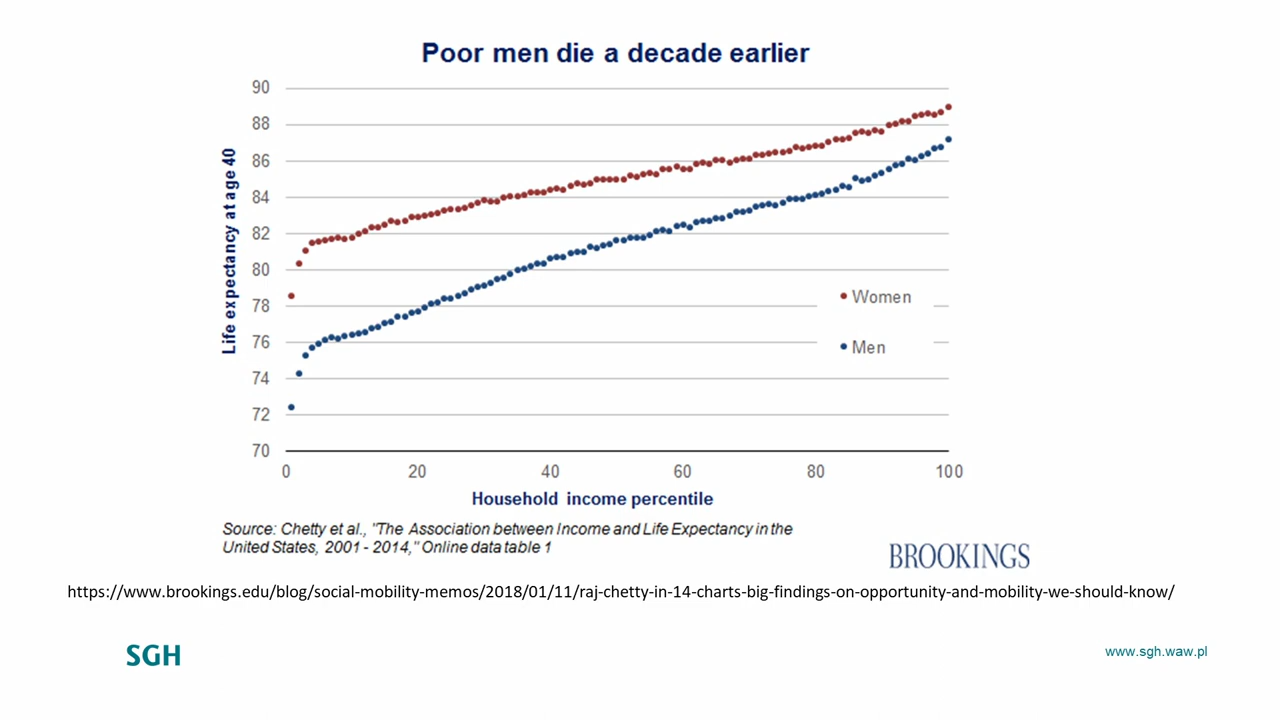 Poor men die a decade earlier
Life expectancy at age 40
90
88
86
84
82
80
78
76
74
72
70
0 20 40 60 80 100
Household income percentile
Women
Men
Source: Chetty et al., "The Association between Income and Life Expectancy in the
United States, 2001 - 2014," Online data table 1
BROOKINGS
https://www.brookings.edu/blog/social-mobility-memos/2018/01/11/raj-chetty-in-14-charts-big-findings-on-opportunity-and-mobility-we-should-know/
SGH
www.sgh.waw.pl